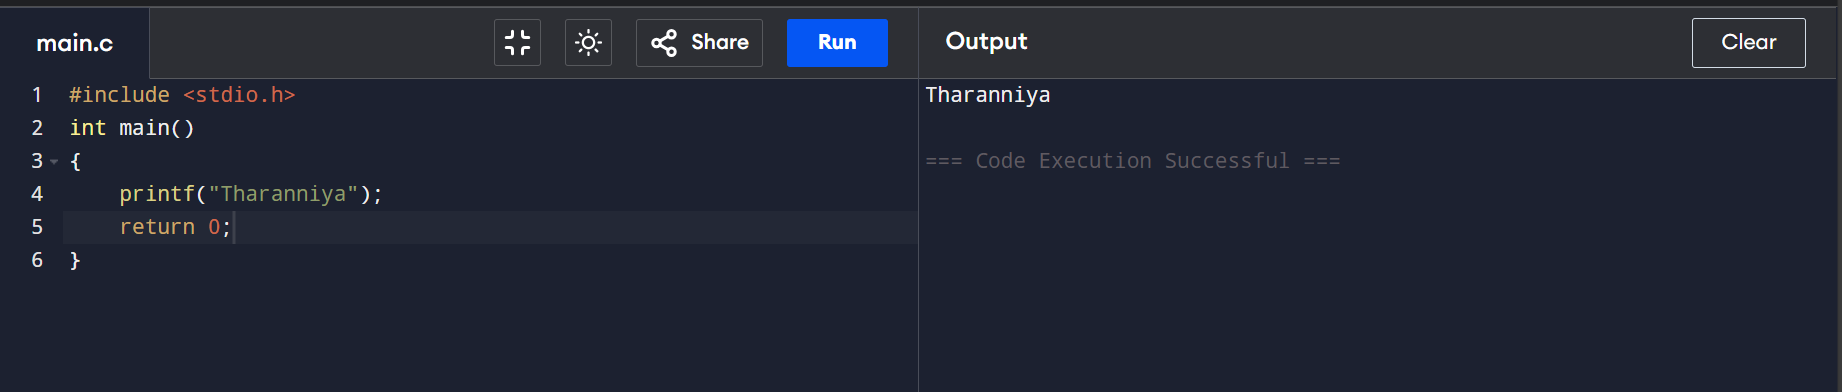 main.c Share Run Output Clear
1 #include <stdio.h>
2 int main()
3 {
4     printf("Tharanniya");
5     return 0;
6 }
Tharanniya
=== Code Execution Successful ===